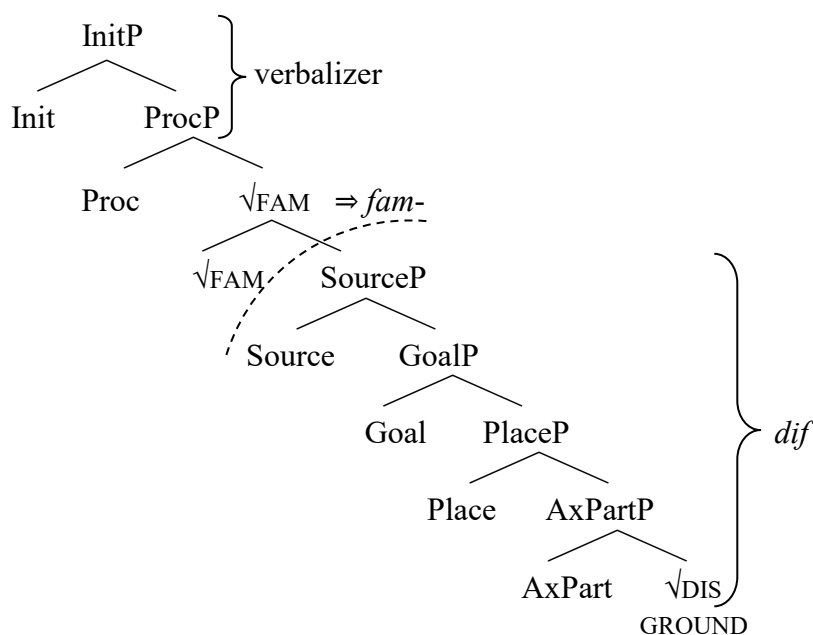 InitP
verbalizer
Init ProcP
Proc √FAM ⇒ fam-
√FAM SourceP
Source GoalP
Goal PlaceP
dif
Place AxPartP
AxPart √DIS
GROUND